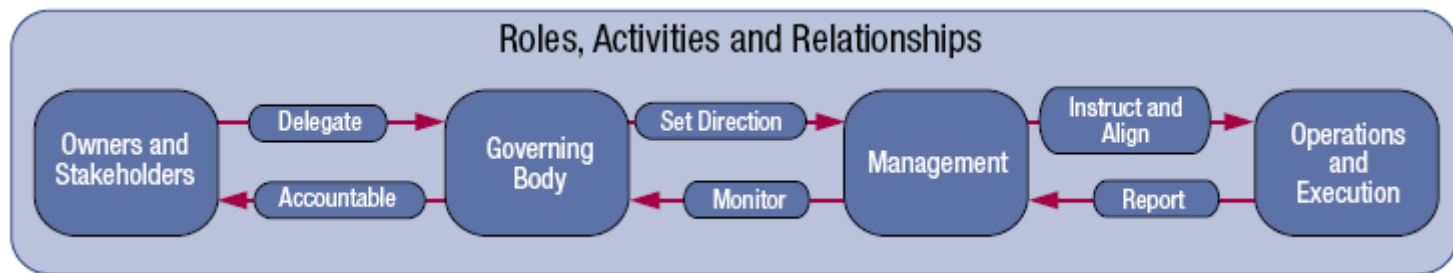 Roles, Activities and Relationships
Owners and
Stakeholders
Delegate
Accountable
Governing
Body
Set Direction
Monitor
Management
Instruct and
Align
Report
Operations
and
Execution